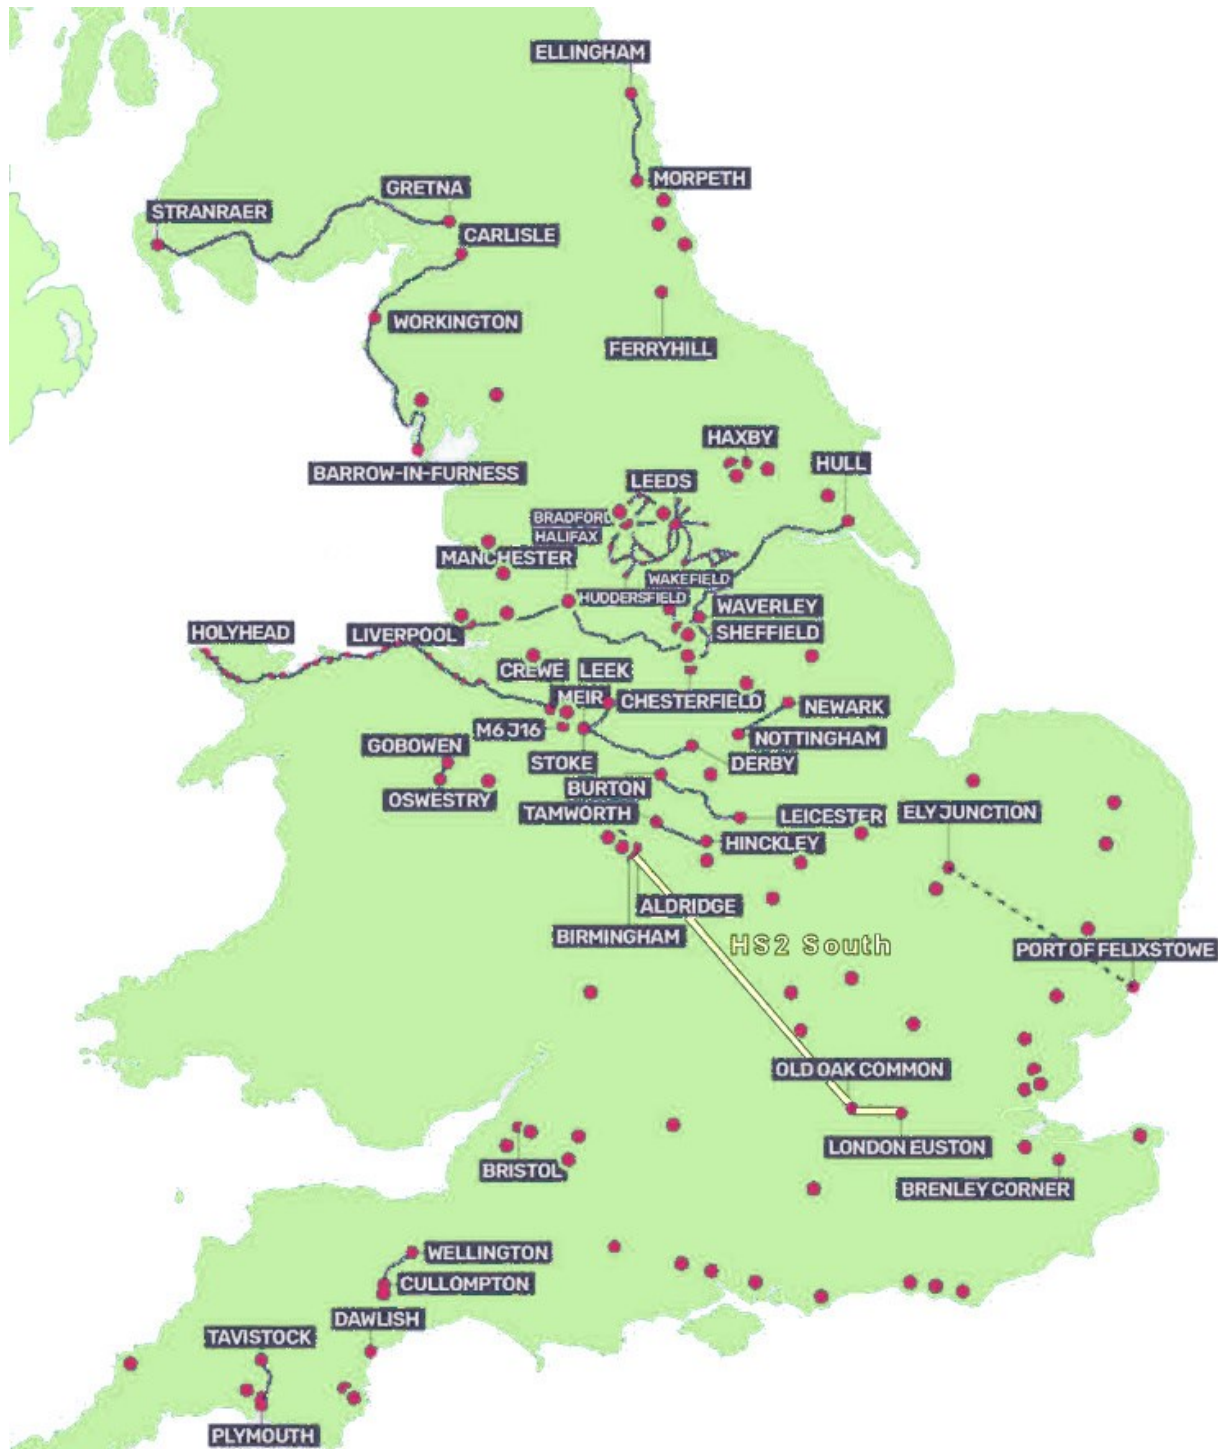 ELLINGHAM
MORPETH
GRETNA
STRANRAER
CARLISLE
WORKINGTON
FERRYHILL
HAXBY
HULL
BARROW-IN-FURNESS
LEEDS
BRADFORD
HALIFAX
MANCHESTER
WAKEFIELD
HUDDERSFIELD
WAVERLEY
HOLYHEAD
LIVERPOOL
SHEFFIELD
CREWE
LEEK
MEIR
CHESTERFIELD
NEWARK
M6 J16
NOTTINGHAM
GOBOWEN
STOKE
DERBY
BURTON
OSWESTRY
TAMWORTH
LEICESTER
ELY JUNCTION
HINCKLEY
ALDRIDGE
BIRMINGHAM
HS2 South
PORT OF FELIXSTOWE
OLD OAK COMMON
LONDON EUSTON
BRISTOL
BRENLEY CORNER
WELLINGTON
CULLOMPTON
DAWLISH
TAVISTOCK
PLYMOUTH